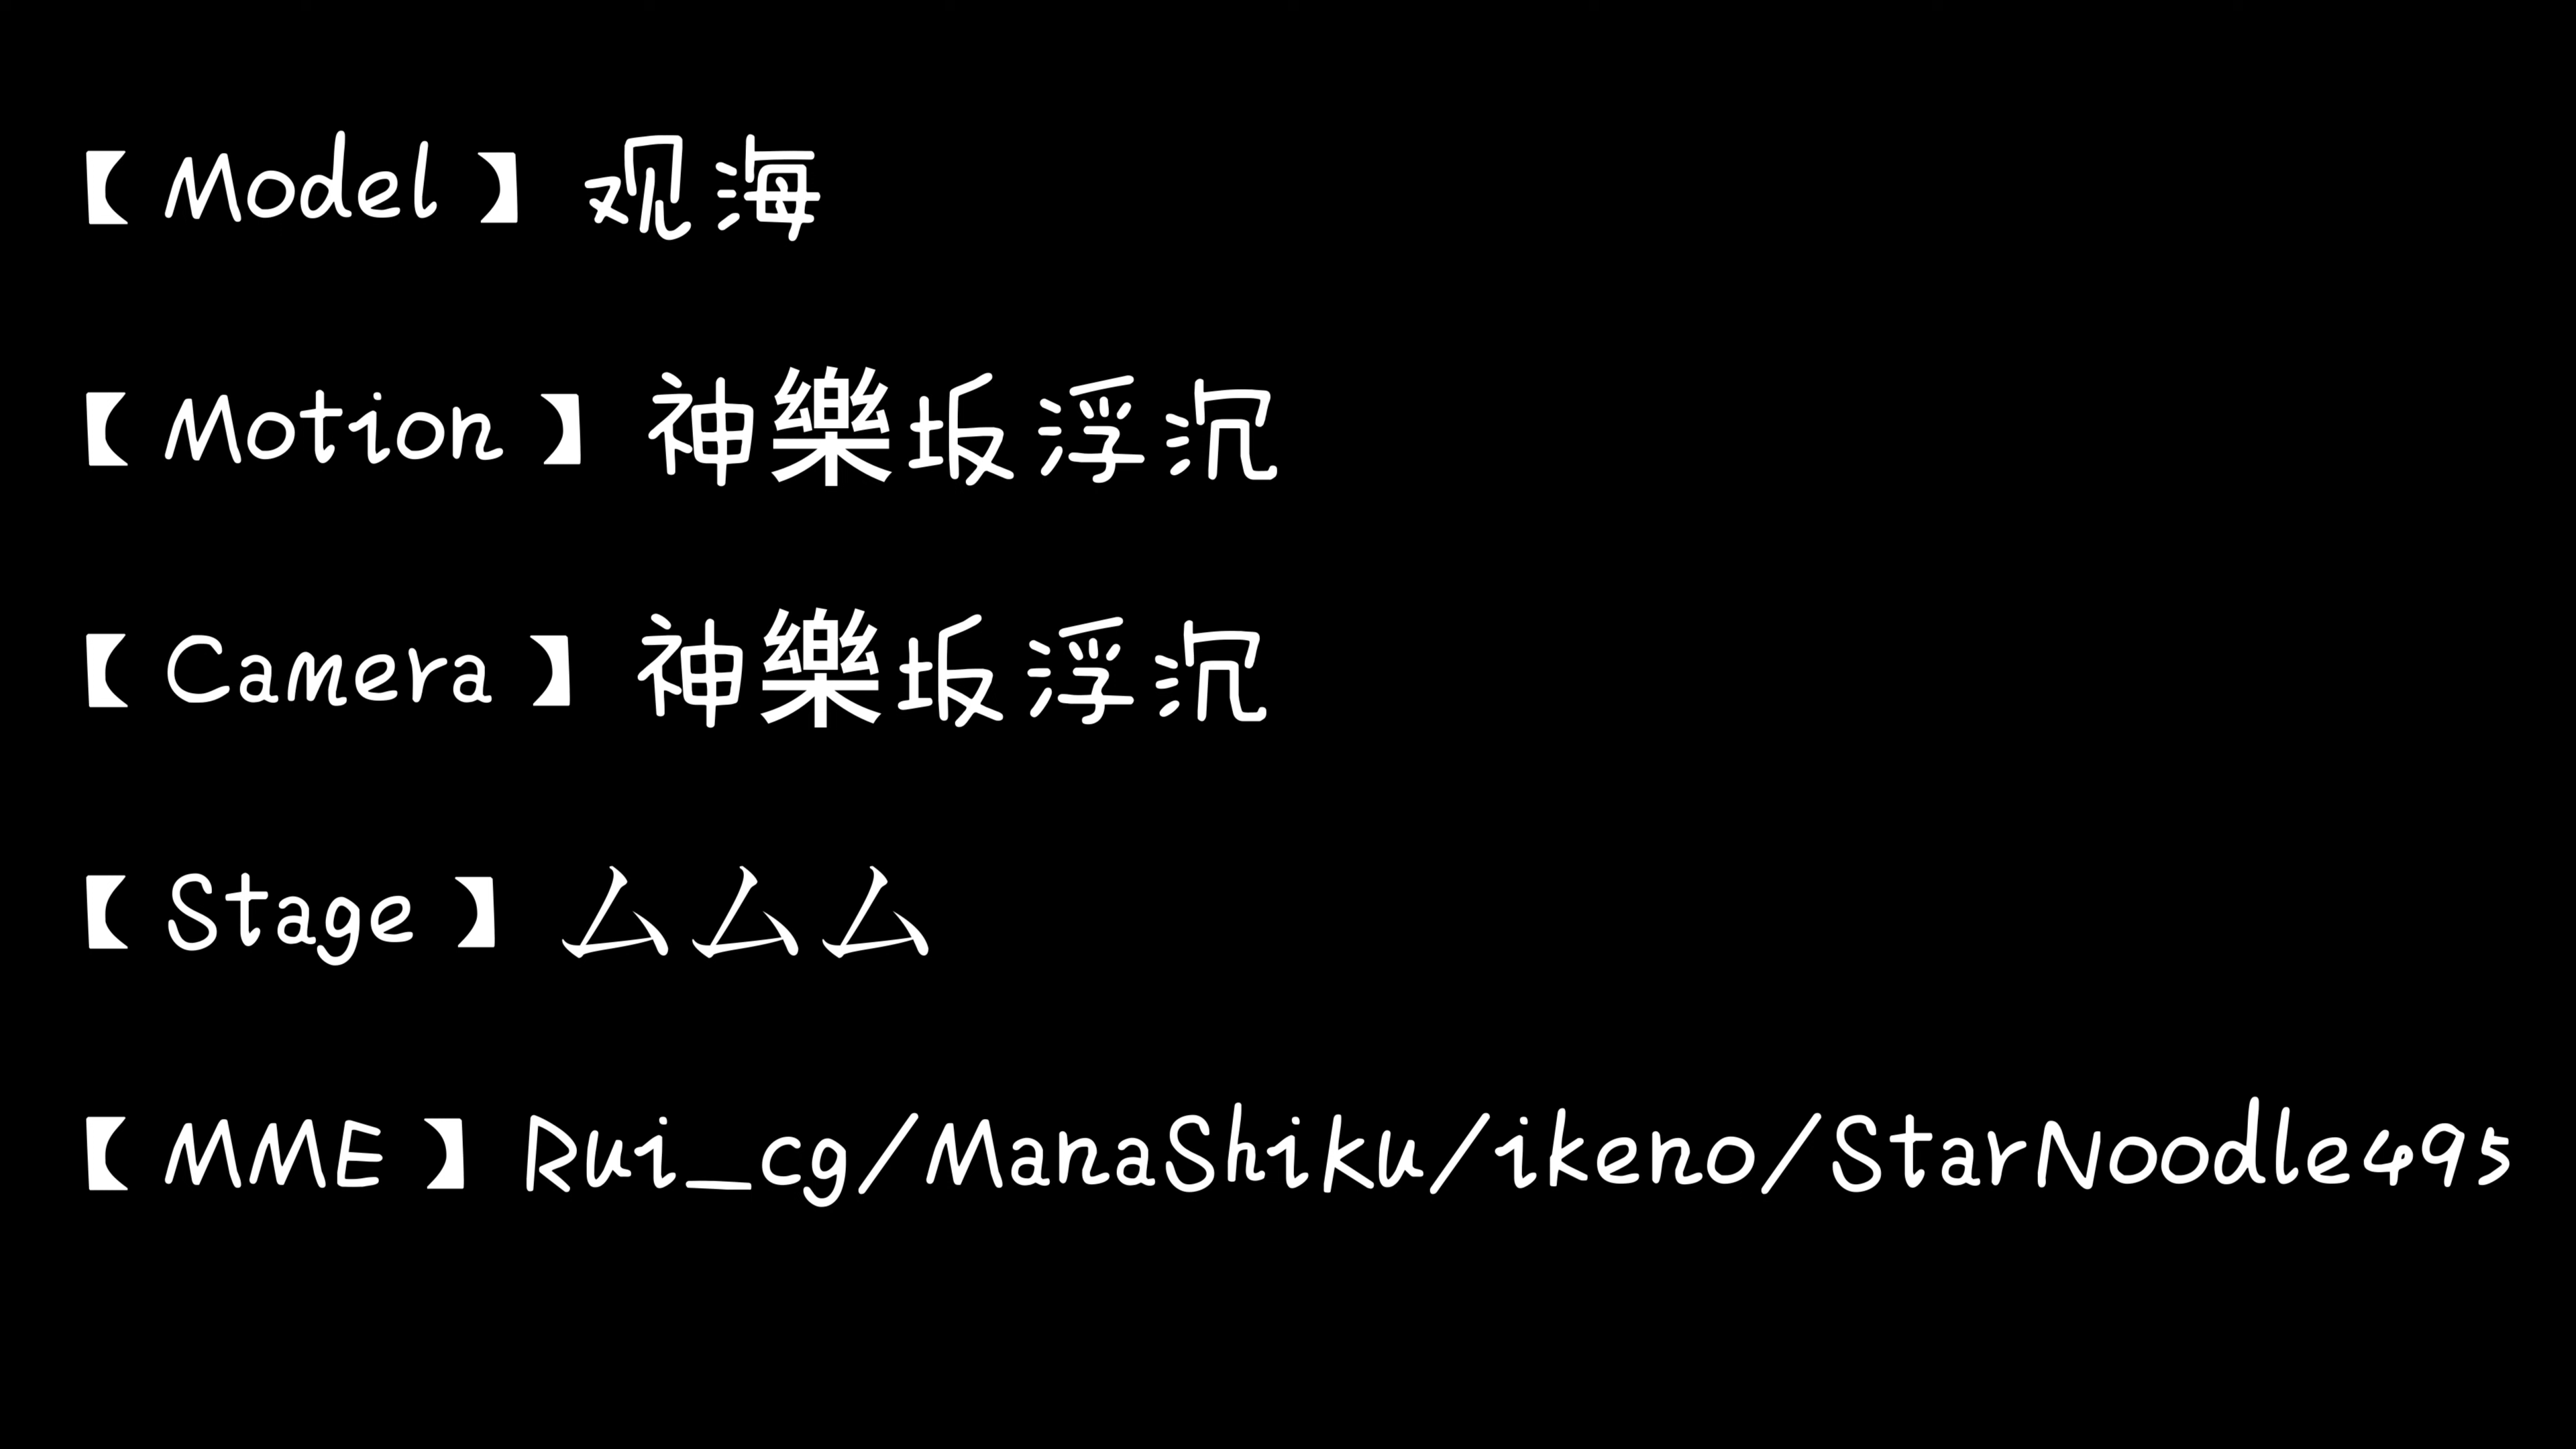 【 Model 】 观海
【 Motion 】 神樂坂浮沉
【 Camera 】 神樂坂浮沉
【 Stage 】 ムムム
【 MME 】 Rui_cg/ManaShiku/ikeno/StarNoodle495